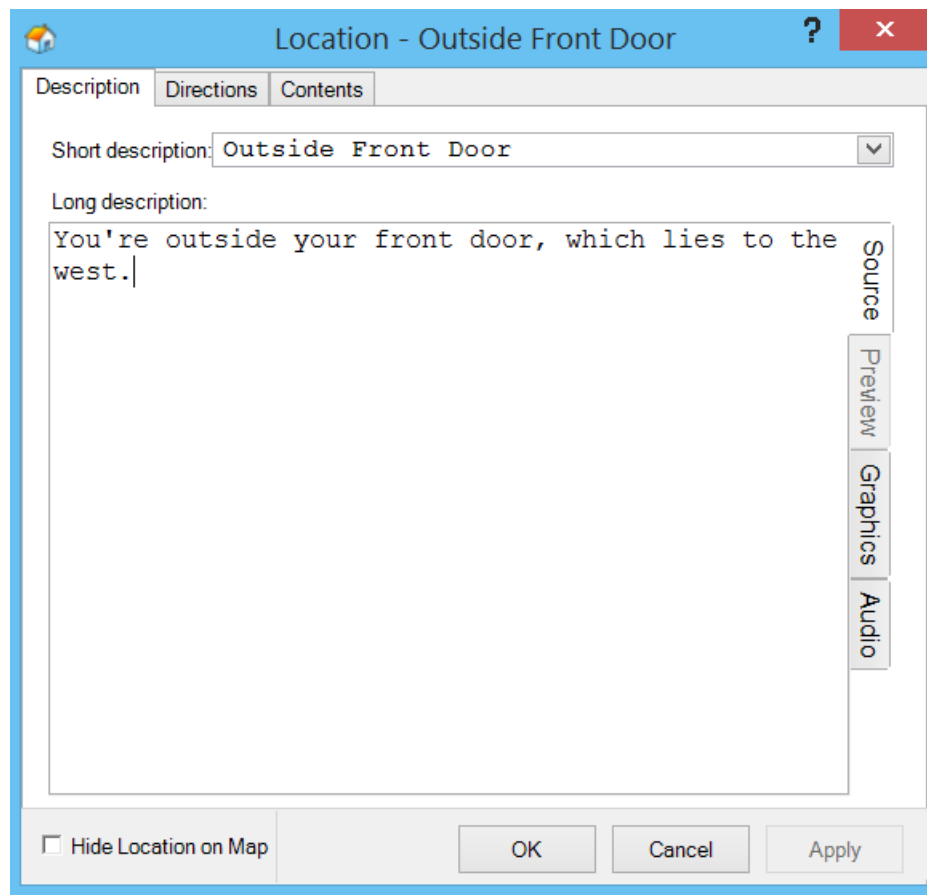 Location - Outside Front Door
?
Description
Directions
Contents
Short description: Outside Front Door
Long description:
You're outside your front door, which lies to the
west.
Source
Preview
Graphics
Audio
Hide Location on Map
OK
Cancel
Apply